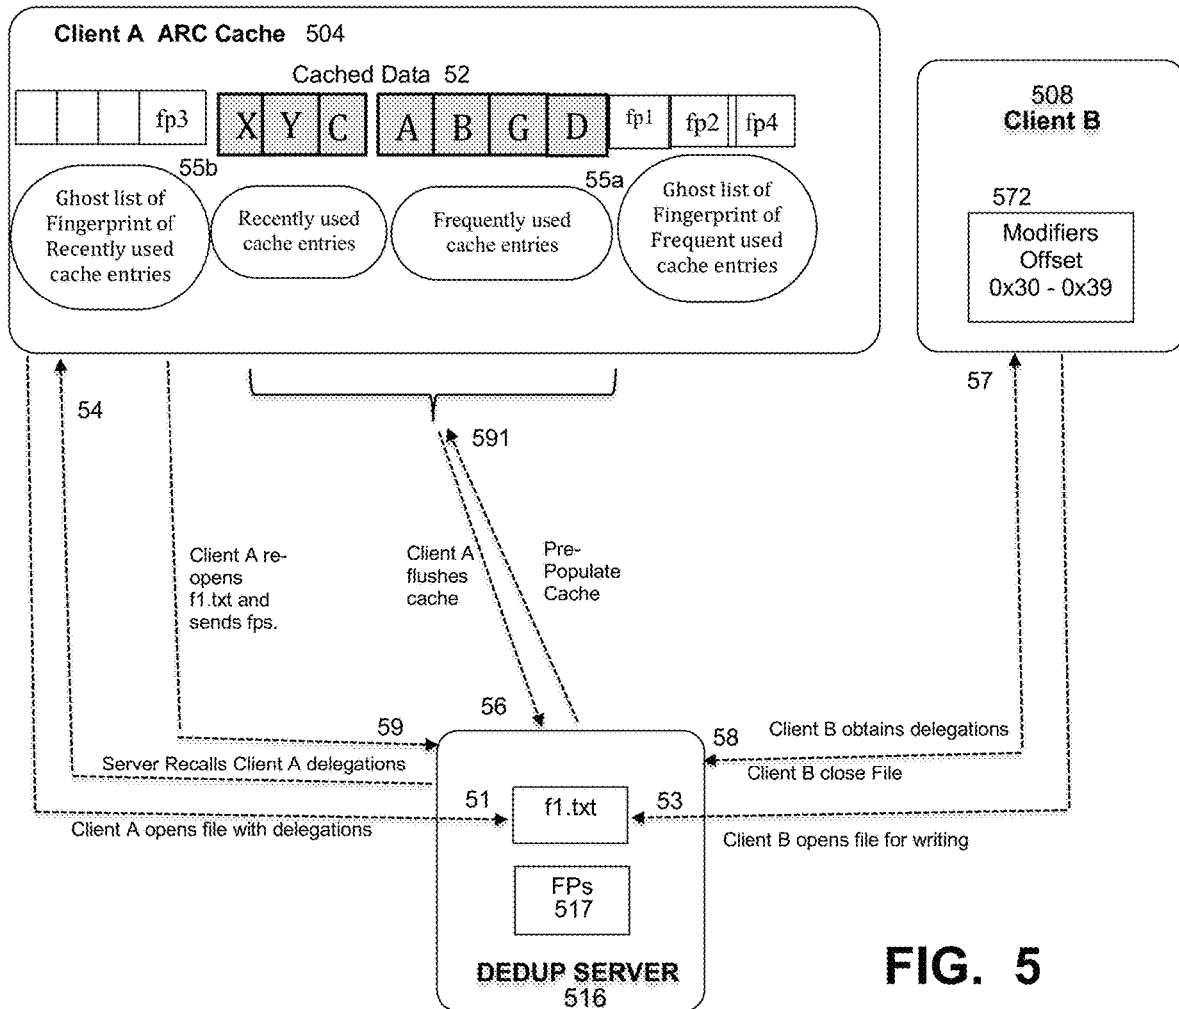 Client A ARC Cache 504
Cached Data 52
fp3
X Y C A B G D
fp1 fp2 fp4
55b
55a
Ghost list of
Fingerprint of
Recently used
cache entries
Recently used
cache entries
Frequently used
cache entries
Ghost list of
Fingerprint of
Frequent used
cache entries
508
Client B
572
Modifiers
Offset
0x30 - 0x39
54
57
591
Client A re-
opens
f1.txt and
sends fps.
Client A
flushes
cache
Pre-
Populate
Cache
56
59
58
Client B obtains delegations
Server Recalls Client A delegations
Client B close File
51
f1.txt
53
Client A opens file with delegations
Client B opens file for writing
FPs
517
DEDUP SERVER
516
FIG. 5